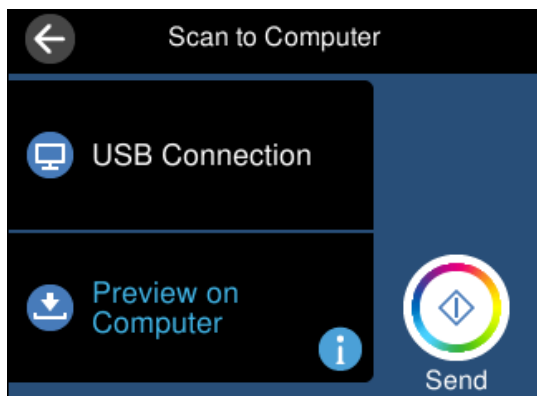 Scan to Computer
USB Connection
Preview on
Computer
i
Send